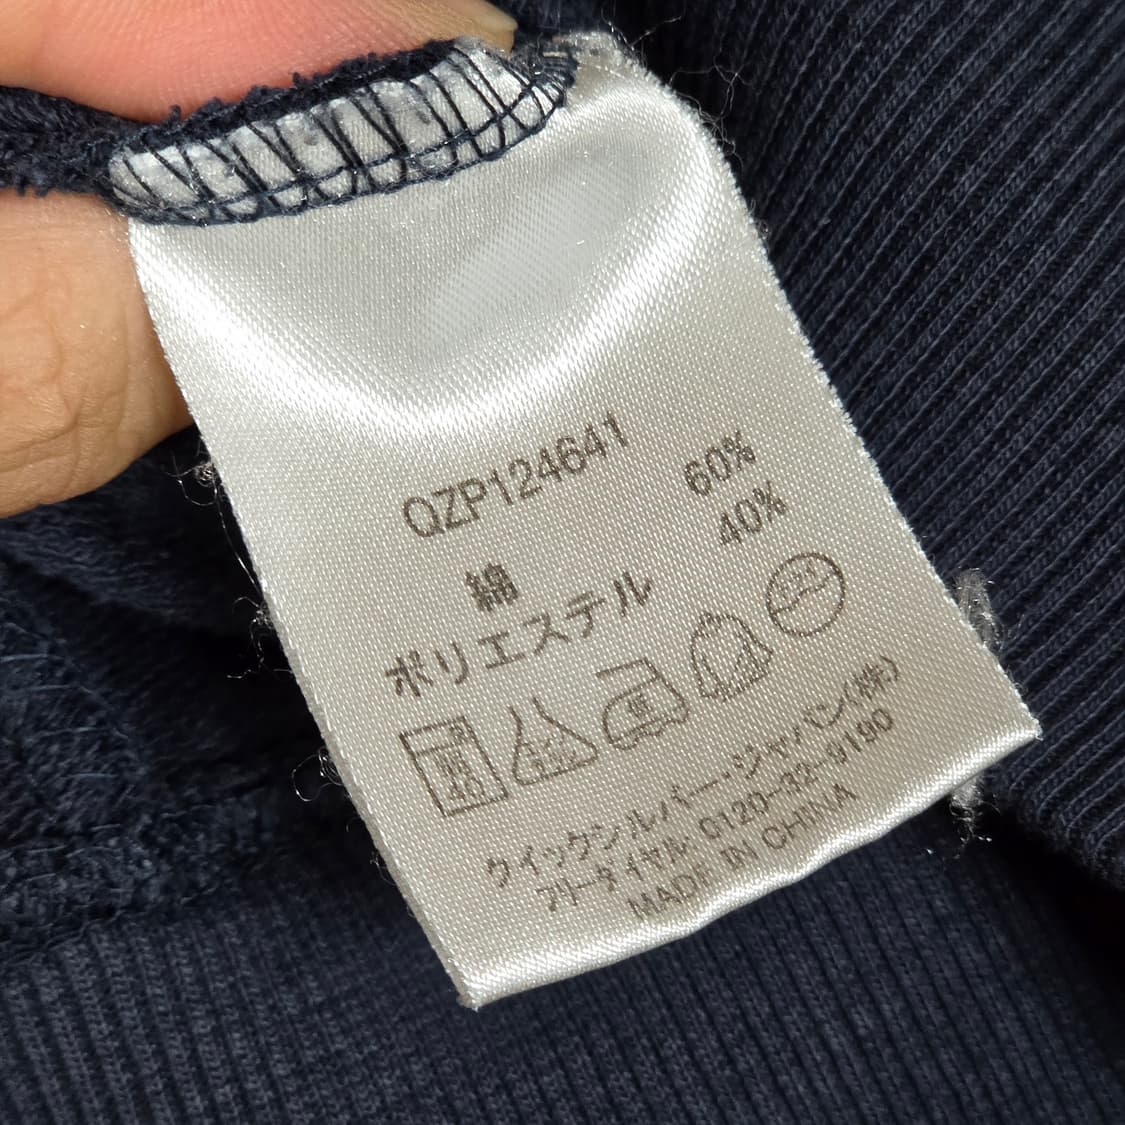 QZP124641
綿 60%
ポリエステル 40%
クイックシルバー・ジャパン(株)
フリーダイヤル: 0120-32-9190
MADE IN CHINA